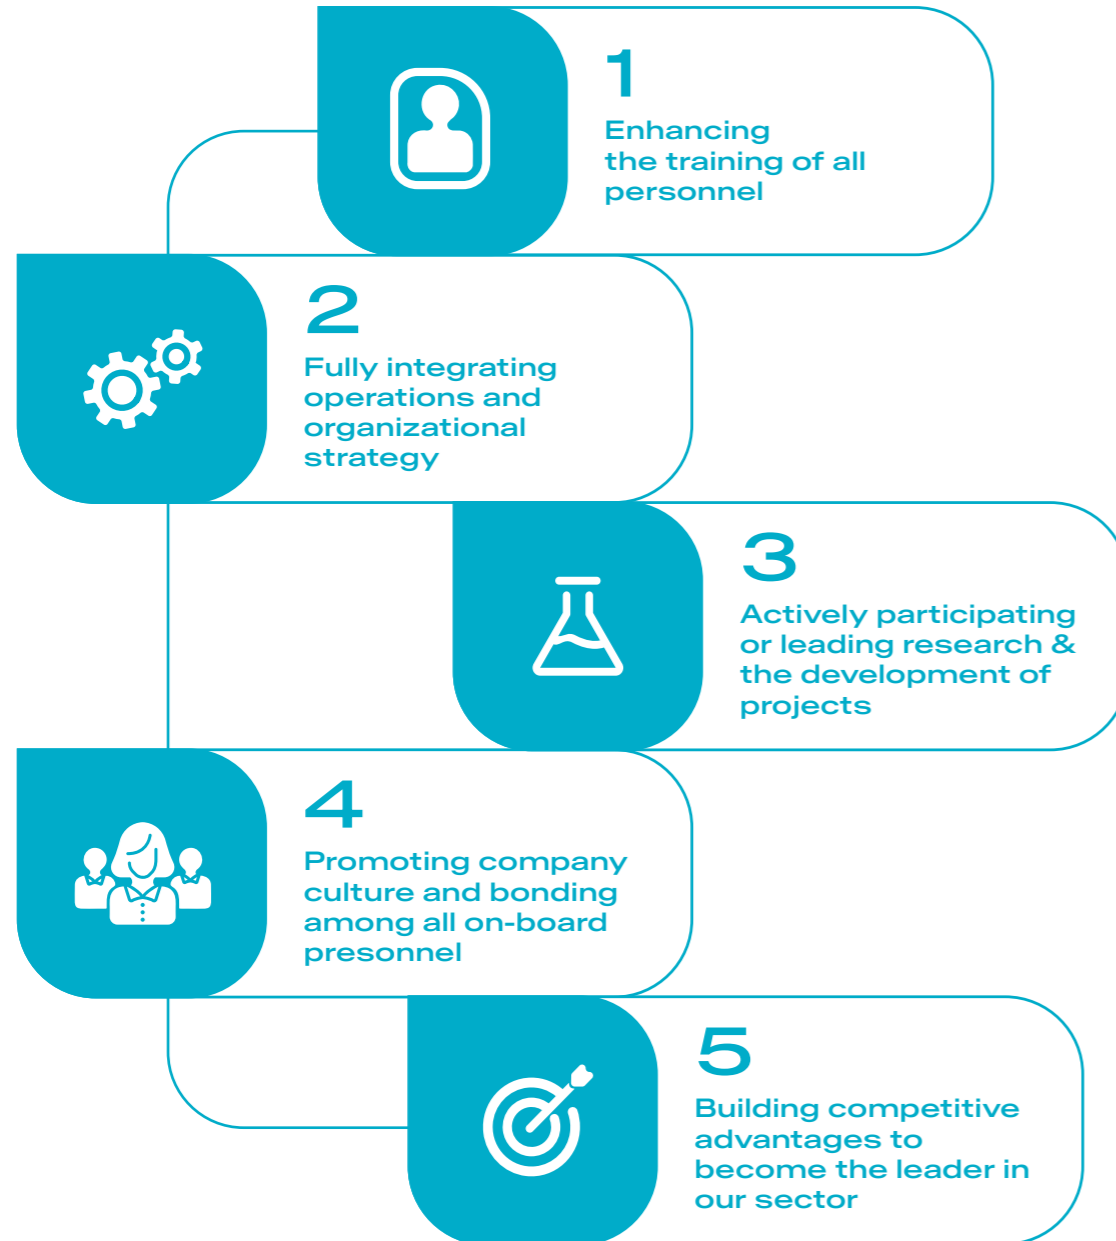 1
Enhancing
the training of all
personnel
2
Fully integrating
operations and
organizational
strategy
3
Actively participating
or leading research &
the development of
projects
4
Promoting company
culture and bonding
among all on-board
presonnel
5
Building competitive
advantages to
become the leader in
our sector